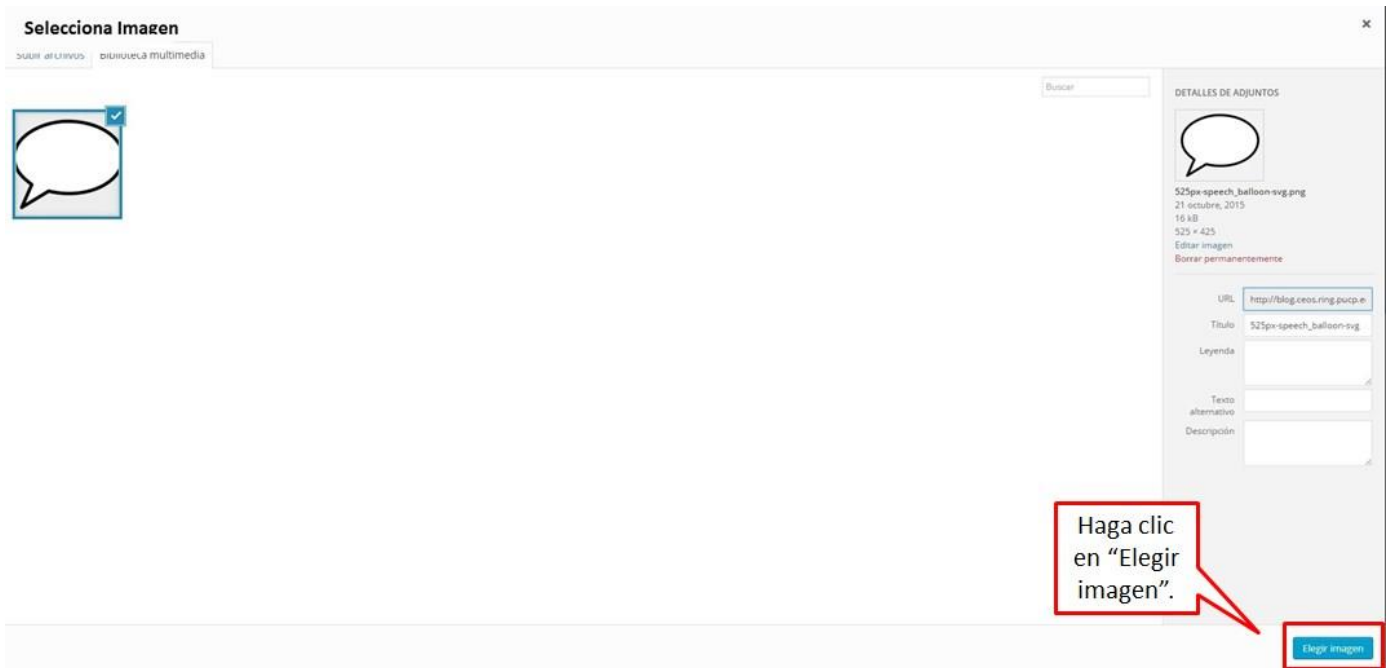 Selecciona Imagen
Subir archivos
Biblioteca multimedia
Buscar
DETALLES DE ADJUNTOS
525px-speech_balloon-svg.png
21 octubre, 2015
16 kB
525 × 425
Editar imagen
Borrar permanentemente
URL
http://blog.ceos.ring.pucp.e
Título
525px-speech_balloon-svg
Leyenda
Texto
alternativo
Descripción
Haga clic
en “Elegir
imagen”.
Elegir imagen